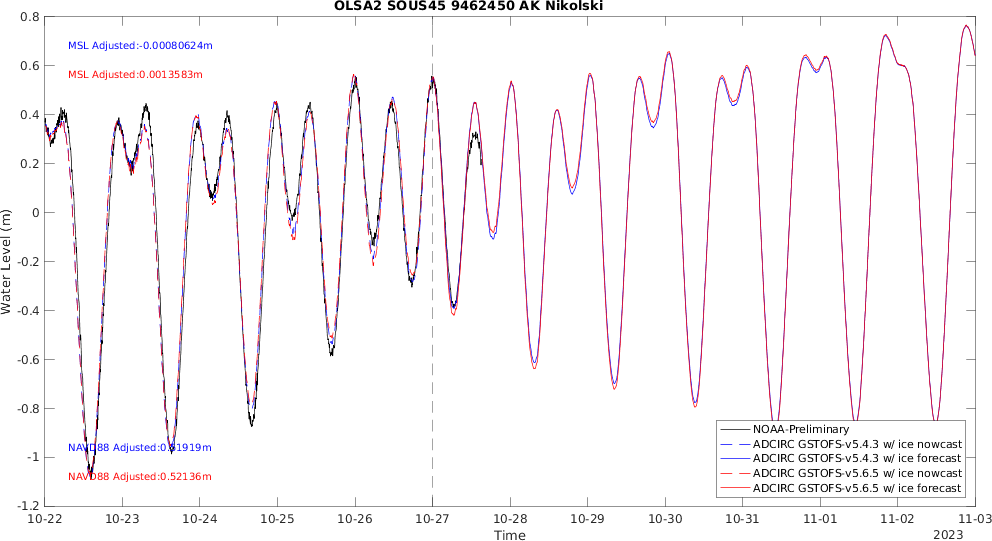 OLSA2 SOUS45 9462450 AK Nikolski
0.8
0.6
0.4
0.2
0
-0.2
-0.4
-0.6
-0.8
-1
-1.2
Water Level (m)
MSL Adjusted:-0.00080624m
MSL Adjusted:0.0013583m
NAVD88 Adjusted:0.51919m
NAVD88 Adjusted:0.52136m
NOAA-Preliminary
ADCIRC GSTOFS-v5.4.3 w/ ice nowcast
ADCIRC GSTOFS-v5.4.3 w/ ice forecast
ADCIRC GSTOFS-v5.6.5 w/ ice nowcast
ADCIRC GSTOFS-v5.6.5 w/ ice forecast
10-22 10-23 10-24 10-25 10-26 10-27 10-28 10-29 10-30 10-31 11-01 11-02 11-03
Time
2023